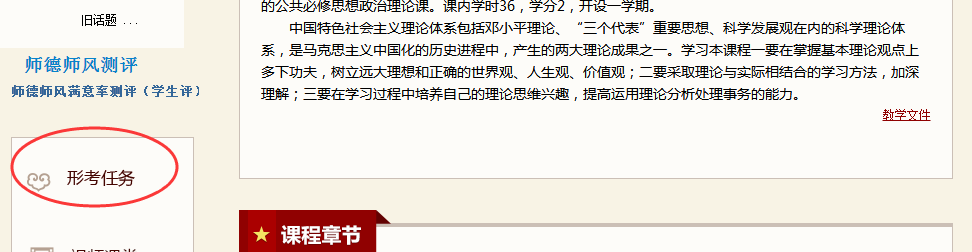 旧话题 ...
师德师风测评
师德师风满意率测评（学生评）
形考任务
的公共必修思想政治理论课。课内学时36，学分2，开设一学期。
中国特色社会主义理论体系包括邓小平理论、“三个代表”重要思想、科学发展观在内的科学理论体
系，是马克思主义中国化的历史进程中，产生的两大理论成果之一。学习本课程一要在掌握基本理论观点上
多下功夫，树立远大理想和正确的世界观、人生观、价值观；二要采取理论与实际相结合的学习方法，加深
理解；三要在学习过程中培养自己的理论思维兴趣，提高运用理论分析处理事务的能力。
教学文件
课程章节